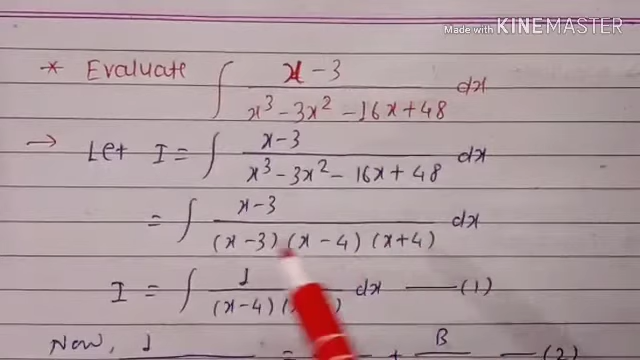 Made with KINEMASTER
* Evaluate ∫ x-3 / x³-3x²-16x+48 dx
→ Let I = ∫ x-3 / x³-3x²-16x+48 dx
= ∫ x-3 / (x-3)(x-4)(x+4) dx
I = ∫ 1 / (x-4)( ) dx —(1)
Now, 1 = + B —(2)